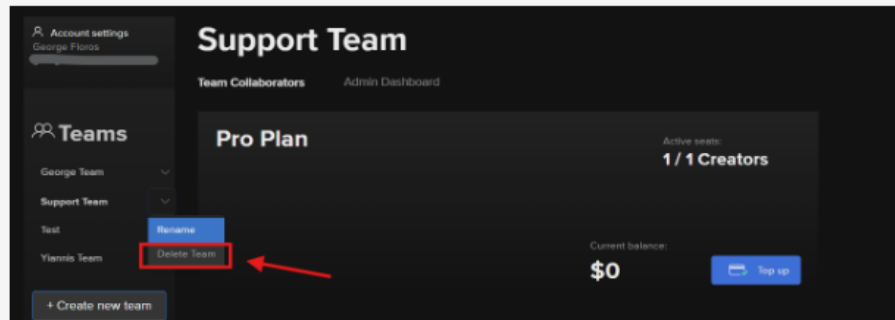 Account settings
George Floros
Teams
George Team
Support Team
Test
Yiannis Team
+ Create new team
Rename
Delete Team
Support Team
Team Collaborators
Admin Dashboard
Pro Plan
Active seats:
1 / 1 Creators
Current balance:
$0
Top up